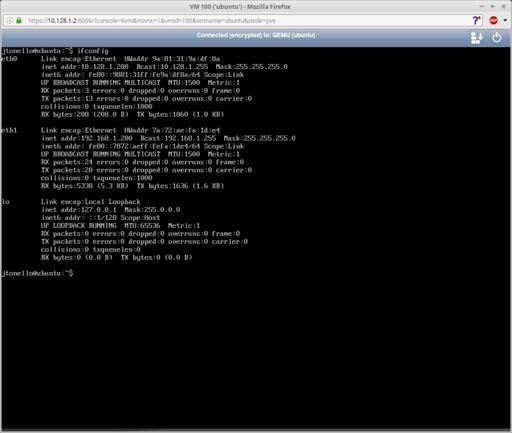 VM 100 ('ubuntu') - Mozilla Firefox
https://10.128.1.2:8006/?console=kvm&novnc=1&vmid=100&vmname=ubuntu&node=pve
Connected (encrypted) to: QEMU (ubuntu)
jtonello@ubuntu:~$ ifconfig
eth0 Link encap:Ethernet HWaddr 9a:81:31:9a:df:8a
inet addr:10.128.1.200 Bcast:10.128.1.255 Mask:255.255.255.0
inet6 addr: fe80::9881:31ff:fe9a:df8a/64 Scope:Link
UP BROADCAST RUNNING MULTICAST MTU:1500 Metric:1
RX packets:3 errors:0 dropped:0 overruns:0 frame:0
TX packets:13 errors:0 dropped:0 overruns:0 carrier:0
collisions:0 txqueuelen:1000
RX bytes:208 (208.0 B) TX bytes:1060 (1.0 KB)
eth1 Link encap:Ethernet HWaddr 7a:72:ae:fa:1d:e4
inet addr:192.168.1.200 Bcast:192.168.1.255 Mask:255.255.255.0
inet6 addr: fe80::7872:aeff:fefa:1de4/64 Scope:Link
UP BROADCAST RUNNING MULTICAST MTU:1500 Metric:1
RX packets:24 errors:0 dropped:0 overruns:0 frame:0
TX packets:20 errors:0 dropped:0 overruns:0 carrier:0
collisions:0 txqueuelen:1000
RX bytes:5338 (5.3 KB) TX bytes:1636 (1.6 KB)
lo Link encap:Local Loopback
inet addr:127.0.0.1 Mask:255.0.0.0
inet6 addr: ::1/128 Scope:Host
UP LOOPBACK RUNNING MTU:65536 Metric:1
RX packets:0 errors:0 dropped:0 overruns:0 frame:0
TX packets:0 errors:0 dropped:0 overruns:0 carrier:0
collisions:0 txqueuelen:0
RX bytes:0 (0.0 B) TX bytes:0 (0.0 B)
jtonello@ubuntu:~$